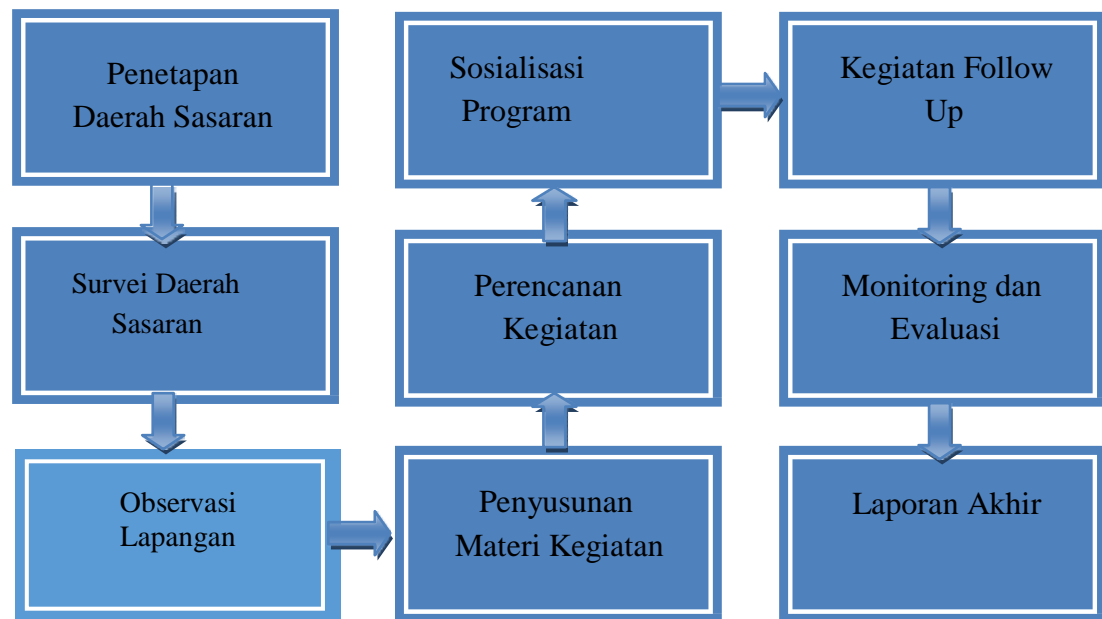 Penetapan
Daerah Sasaran
Survei Daerah
Sasaran
Observasi
Lapangan
Penyusunan
Materi Kegiatan
Perencanan
Kegiatan
Sosialisasi
Program
Kegiatan Follow
Up
Monitoring dan
Evaluasi
Laporan Akhir